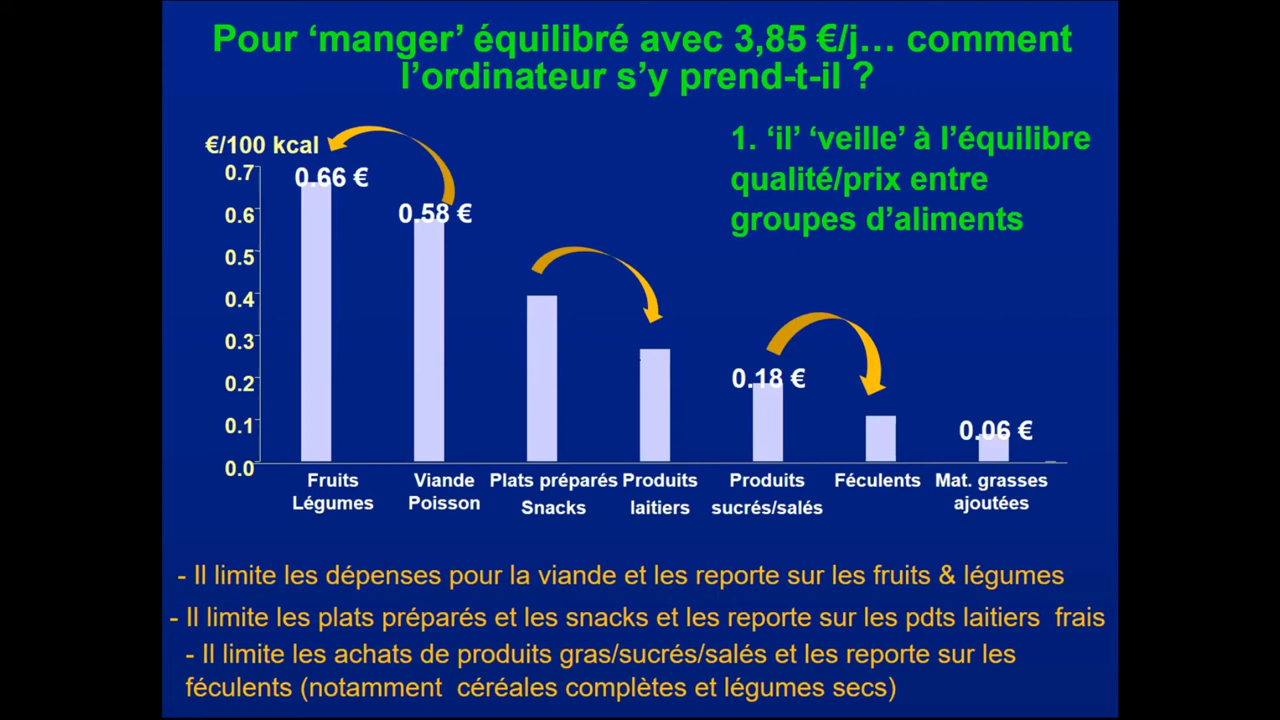 Pour ‘manger’ équilibré avec 3,85 €/j… comment
l’ordinateur s’y prend-t-il ?
€/100 kcal
1. ‘il’ ‘veille’ à l’équilibre
qualité/prix entre
groupes d’aliments
0.7
0.6
0.5
0.4
0.3
0.2
0.1
0.0
0.66 €
0.58 €
0.18 €
0.06 €
Fruits
Légumes
Viande
Poisson
Plats préparés
Snacks
Produits
laitiers
Produits
sucrés/salés
Féculents
Mat. grasses
ajoutées
- Il limite les dépenses pour la viande et les reporte sur les fruits & légumes
- Il limite les plats préparés et les snacks et les reporte sur les pdts laitiers frais
- Il limite les achats de produits gras/sucrés/salés et les reporte sur les
féculents (notamment céréales complètes et légumes secs)